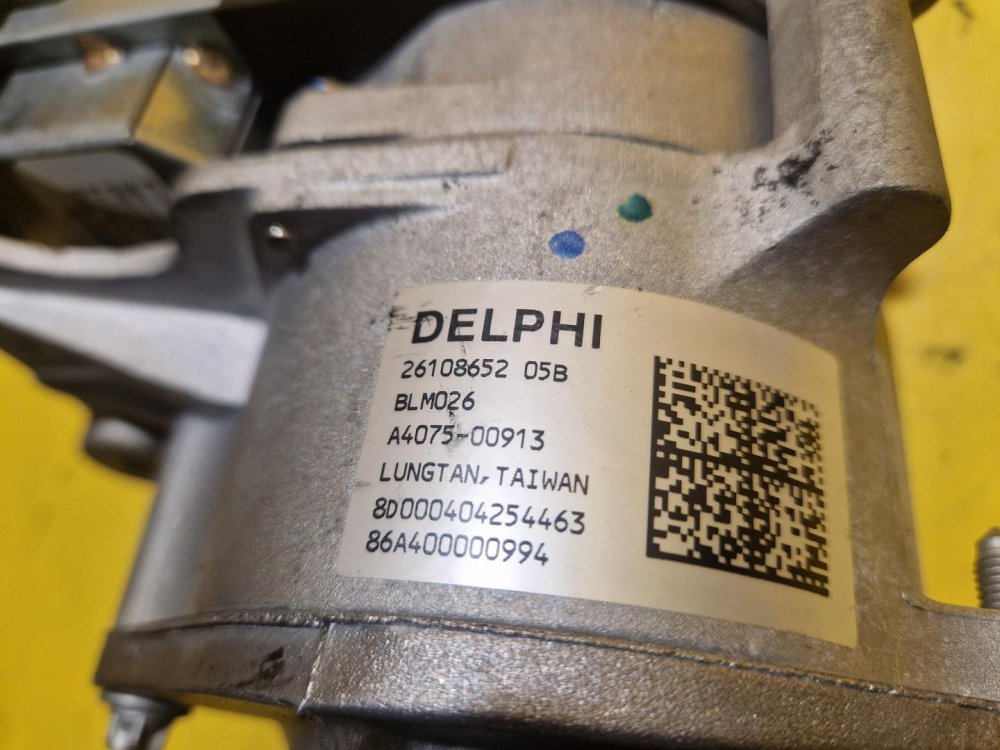 DELPHI
26108652 05B
BLM026
A4075-00913
LUNGTAN, TAIWAN
8D000404254463
86A400000994